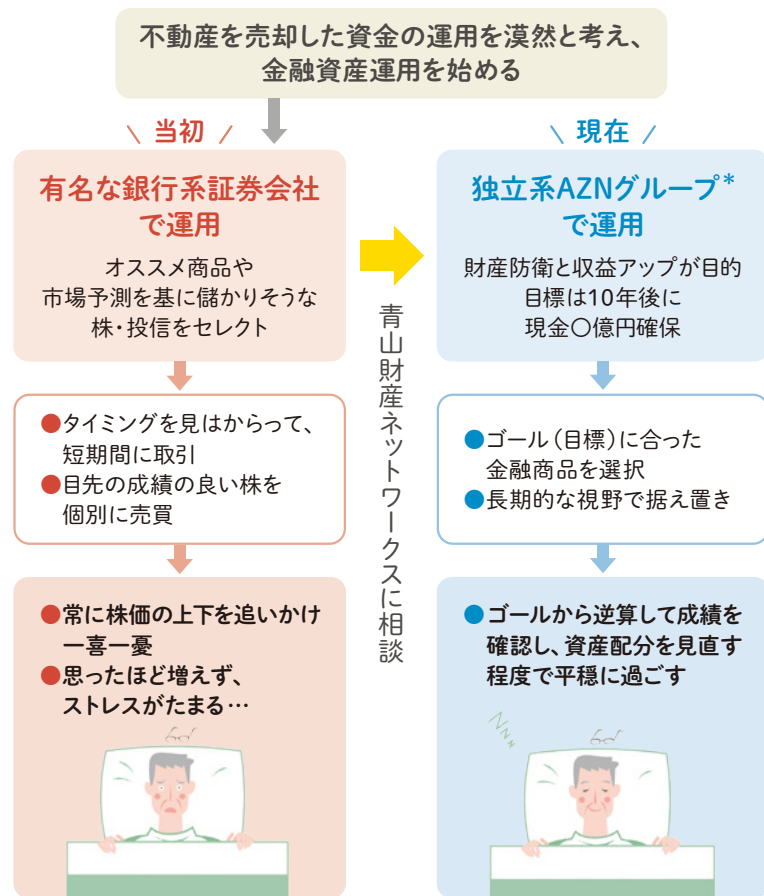 不動産を売却した資金の運用を漠然と考え、
金融資産運用を始める
当初
有名な銀行系証券会社
で運用
オススメ商品や
市場予測を基に儲かりそうな
株・投信をセレクト
●タイミングを見はからって、
短期間に取引
●目先の成績の良い株を
個別に売買
●常に株価の上下を追いかけ
一喜一憂
●思ったほど増えず、
ストレスがたまる…
青山財産ネットワークスに相談
現在
独立系AZNグループ*
で運用
財産防衛と収益アップが目的
目標は10年後に
現金〇億円確保
●ゴール(目標)に合った
金融商品を選択
●長期的な視野で据え置き
●ゴールから逆算して成績を
確認し、資産配分を見直す
程度で平穏に過ごす
ZZZZ